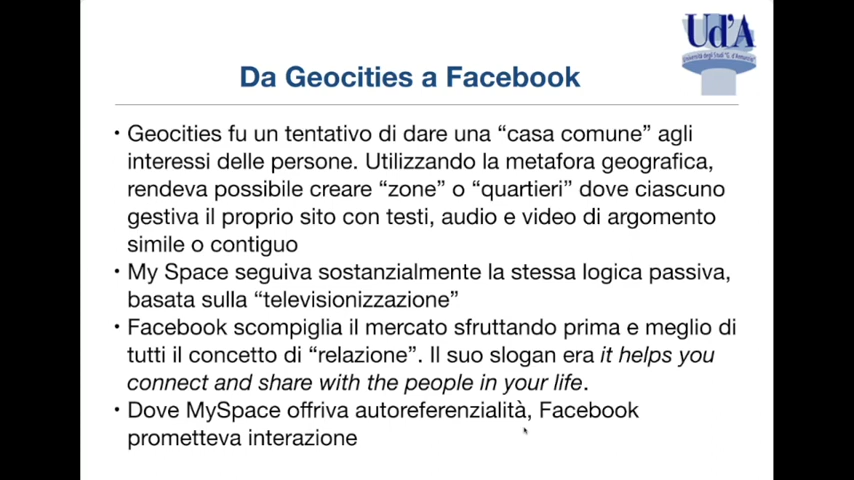 Ud'A
Università degli Studi "G. d'Annunzio"
Da Geocities a Facebook
• Geocities fu un tentativo di dare una “casa comune” agli
interessi delle persone. Utilizzando la metafora geografica,
rendeva possibile creare “zone” o “quartieri” dove ciascuno
gestiva il proprio sito con testi, audio e video di argomento
simile o contiguo
• My Space seguiva sostanzialmente la stessa logica passiva,
basata sulla “televisionizzazione”
• Facebook scompiglia il mercato sfruttando prima e meglio di
tutti il concetto di “relazione”. Il suo slogan era it helps you
connect and share with the people in your life.
• Dove MySpace offriva autoreferenzialità, Facebook
prometteva interazione